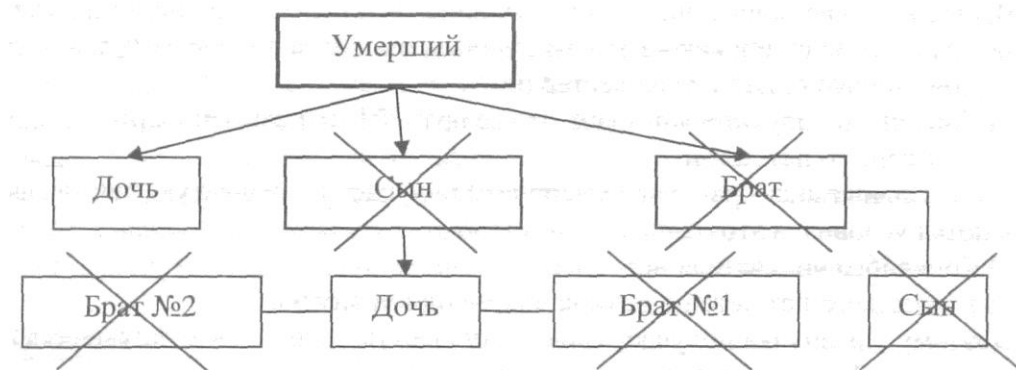 Умерший
Дочь
Сын
Брат
Брат №2
Дочь
Брат №1
Сын